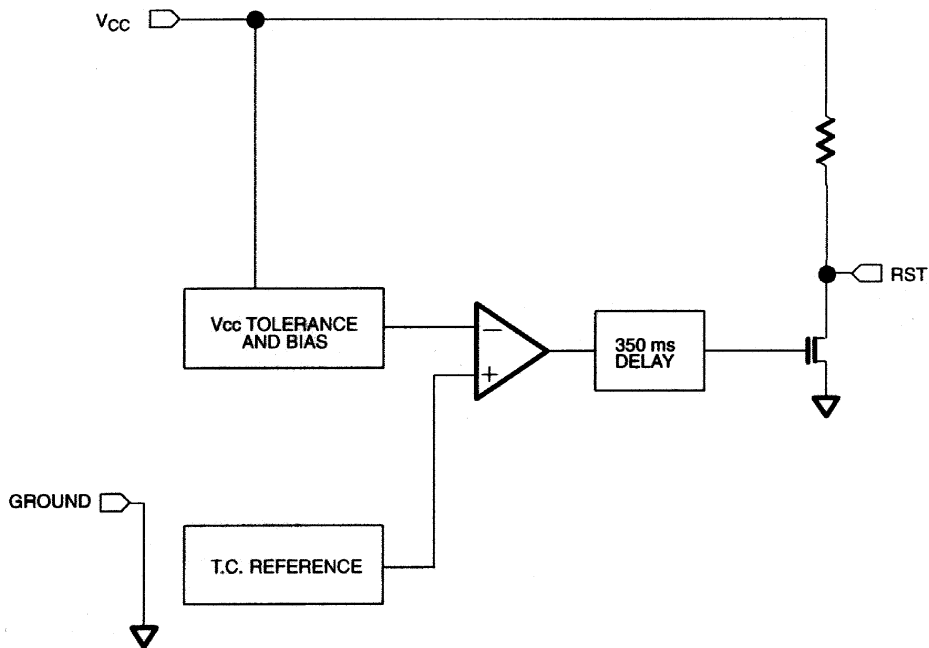 VCC
RST
Vcc TOLERANCE
AND BIAS
−
+
350 ms
DELAY
GROUND
T.C. REFERENCE